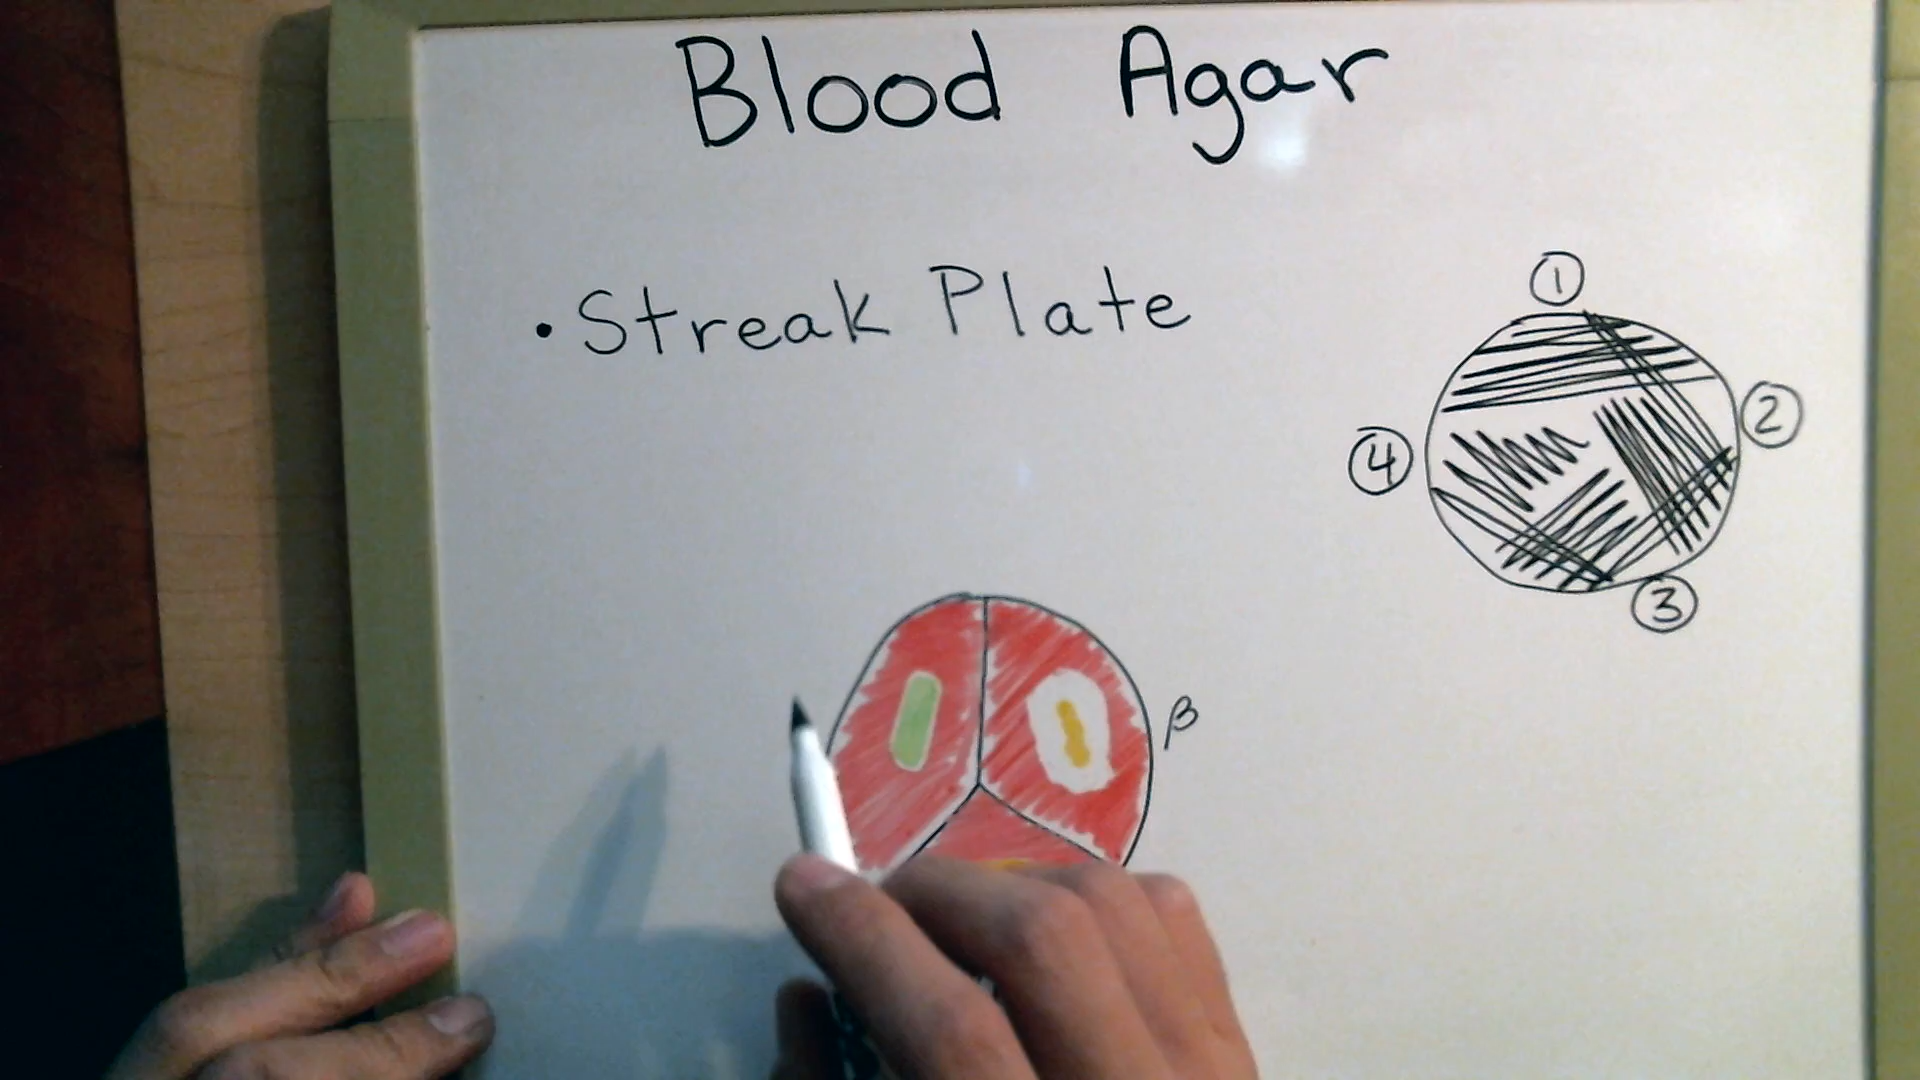 Blood Agar
• Streak Plate
①
②
④
③
β